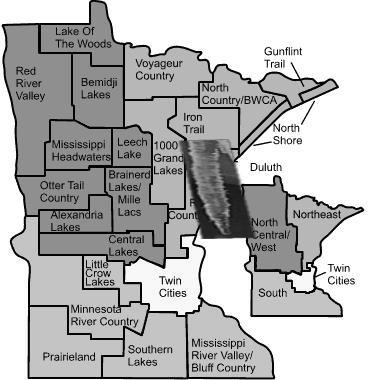 Lake Of
The Woods
Voyageur
Country
Gunflint
Trail
Red
River
Valley
Bemidji
Lakes
North
Country/BWCA
Iron
Trail
North
Shore
Mississippi
Headwaters
Leech
Lake
1000
Grand
Lakes
Duluth
Otter Tail
Country
Brainerd
Lakes/
Mille
Lacs
Alexandria
Lakes
Central
Lakes
North
Central/
West
Northeast
Little
Crow
Lakes
Twin
Cities
Twin
Cities
South
Minnesota
River Country
Prairieland
Southern
Lakes
Mississippi
River Valley/
Bluff Country